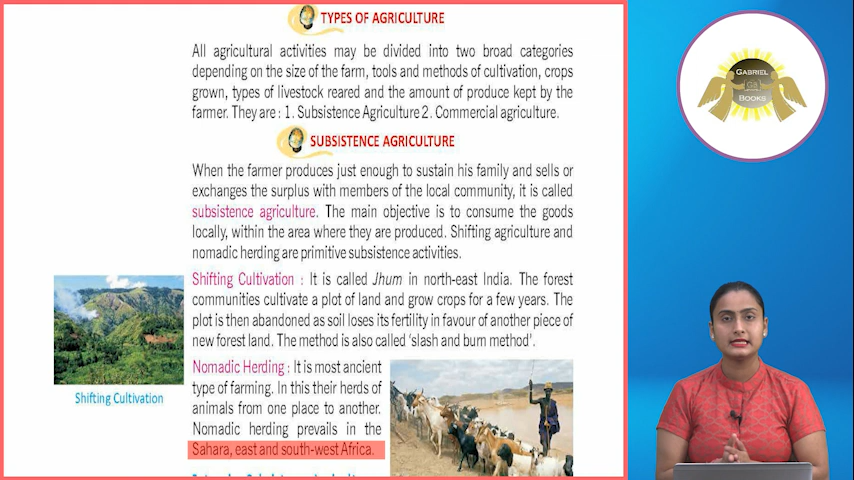 TYPES OF AGRICULTURE
All agricultural activities may be divided into two broad categories
depending on the size of the farm, tools and methods of cultivation, crops
grown, types of livestock reared and the amount of produce kept by the
farmer. They are : 1. Subsistence Agriculture 2. Commercial agriculture.
SUBSISTENCE AGRICULTURE
When the farmer produces just enough to sustain his family and sells or
exchanges the surplus with members of the local community, it is called
subsistence agriculture. The main objective is to consume the goods
locally, within the area where they are produced. Shifting agriculture and
nomadic herding are primitive subsistence activities.
Shifting Cultivation : It is called Jhum in north-east India. The forest
communities cultivate a plot of land and grow crops for a few years. The
plot is then abandoned as soil loses its fertility in favour of another piece of
new forest land. The method is also called 'slash and burn method'.
Shifting Cultivation
Nomadic Herding : It is most ancient
type of farming. In this their herds of
animals from one place to another.
Nomadic herding prevails in the
Sahara, east and south-west Africa.
GABRIEL
GB
BOOKS